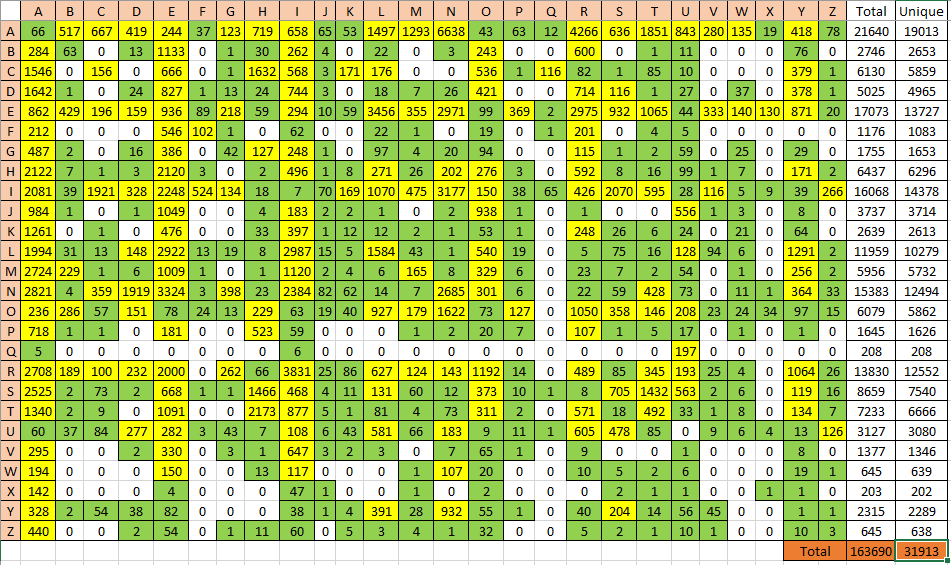 A B C D E F G H I J K L M N O P Q R S T U V W X Y Z Total Unique
A 66 517 667 419 244 37 123 719 658 65 53 1497 1293 6638 43 63 12 4266 636 1851 843 280 135 19 418 78 21640 19013
B 284 63 0 13 1133 0 1 30 262 4 0 22 0 3 243 0 0 600 0 1 11 0 0 0 76 0 2746 2653
C 1546 0 156 0 666 0 1 1632 568 3 171 176 0 0 536 1 116 82 1 85 10 0 0 0 379 1 6130 5859
D 1642 1 0 24 827 1 13 24 744 3 0 18 7 26 421 0 0 714 116 1 27 0 37 0 378 1 5025 4965
E 862 429 196 159 936 89 218 59 294 10 59 3456 355 2971 99 369 2 2975 932 1065 44 333 140 130 871 20 17073 13727
F 212 0 0 0 546 102 1 0 62 0 0 22 1 0 19 0 1 201 0 4 5 0 0 0 0 0 1176 1083
G 487 2 0 16 386 0 42 127 248 1 0 97 4 20 94 0 0 115 1 2 59 0 25 0 29 0 1755 1653
H 2122 7 1 3 2120 3 0 2 496 1 8 271 26 202 276 3 0 592 8 16 99 1 7 0 171 2 6437 6296
I 2081 39 1921 328 2248 524 134 18 7 70 169 1070 475 3177 150 38 65 426 2070 595 28 116 5 9 39 266 16068 14378
J 984 1 0 1 1049 0 0 4 183 2 2 1 0 2 938 1 0 1 0 0 556 1 3 0 8 0 3737 3714
K 1261 0 1 0 476 0 0 33 397 1 12 12 2 1 53 1 0 248 26 6 24 0 21 0 64 0 2639 2613
L 1994 31 13 148 2922 13 19 8 2987 15 5 1584 43 1 540 19 0 5 75 16 128 94 6 0 1291 2 11959 10279
M 2724 229 1 6 1009 1 0 1 1120 2 4 6 165 8 329 6 0 23 7 2 54 0 1 0 256 2 5956 5732
N 2821 4 359 1919 3324 3 398 23 2384 82 62 14 7 2685 301 6 0 22 59 428 73 0 11 1 364 33 15383 12494
O 236 286 57 151 78 24 13 229 63 19 40 927 179 1622 73 127 0 1050 358 146 208 23 24 34 97 15 6079 5862
P 718 1 1 0 181 0 0 523 59 0 0 1 2 20 7 0 0 107 1 5 17 0 1 0 1 0 1645 1626
Q 5 0 0 0 0 0 0 0 6 0 0 0 0 0 0 0 0 0 0 0 197 0 0 0 0 0 208 208
R 2708 189 100 232 2000 0 262 66 3831 25 86 627 124 143 1192 14 0 489 85 345 193 25 4 0 1064 26 13830 12552
S 2525 2 73 2 668 1 1 1466 468 4 11 131 60 12 373 10 1 8 705 1432 563 2 6 0 119 16 8659 7540
T 1340 2 9 0 1091 0 0 2173 877 5 1 81 4 73 311 2 0 571 18 492 33 1 8 0 134 7 7233 6666
U 60 37 84 277 282 3 43 7 108 6 43 581 66 183 9 11 1 605 478 85 0 9 6 4 13 126 3127 3080
V 295 0 0 2 330 0 3 1 647 3 2 3 0 7 65 1 0 9 0 0 1 0 0 0 8 0 1377 1346
W 194 0 0 0 150 0 0 13 117 0 0 0 1 107 20 0 0 10 5 2 6 0 0 0 19 1 645 639
X 142 0 0 0 4 0 0 0 47 1 0 0 1 0 2 0 0 0 2 1 1 0 0 1 1 0 203 202
Y 328 2 54 38 82 0 0 0 38 1 4 391 28 932 55 1 0 40 204 14 56 45 0 0 2 0 2315 2289
Z 440 0 0 2 54 0 1 11 60 0 5 3 4 1 32 0 0 5 2 1 10 1 0 0 10 3 645 638
Total 163690 31913